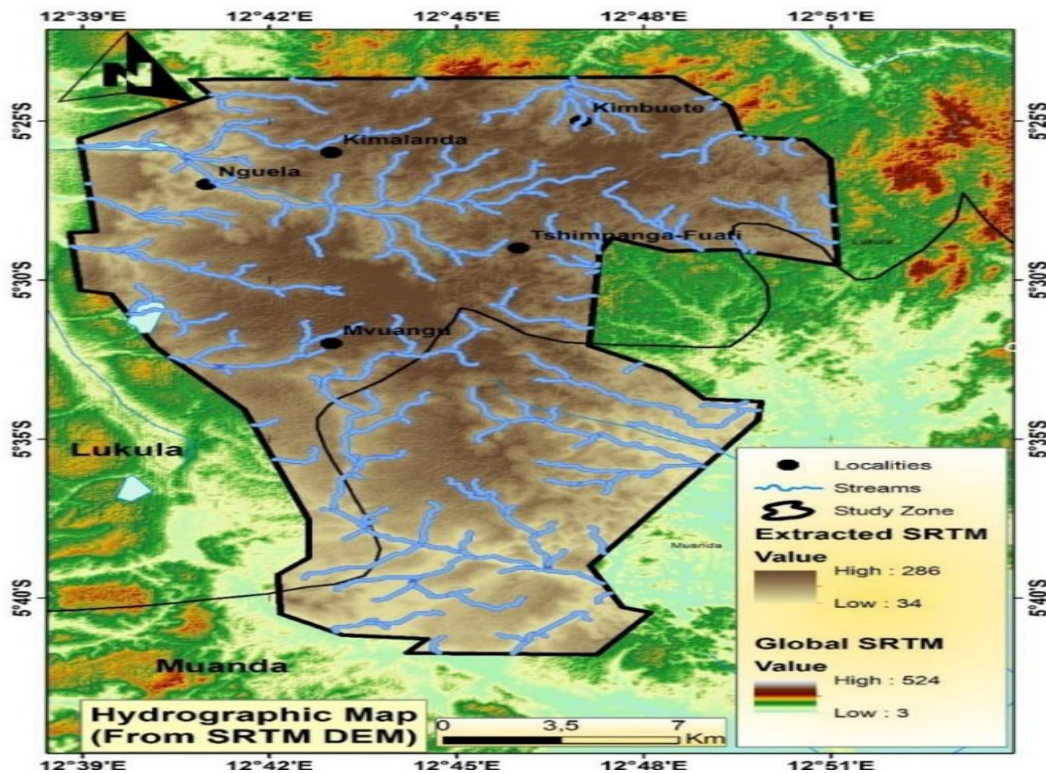 12°39'E 12°42'E 12°45'E 12°48'E 12°51'E
N
5°25'S 5°25'S
Kimbuete
Kimalanda
Nguela
Tshimpanga-Fuati
Lukula
5°30'S 5°30'S
Mvuangu
5°35'S 5°35'S
Lukula
Muanda
5°40'S 5°40'S
Muanda
Localities
Streams
Study Zone
Extracted SRTM
Value
High : 286
Low : 34
Global SRTM
Value
High : 524
Low : 3
Hydrographic Map
(From SRTM DEM)
0 3,5 7
Km
12°39'E 12°42'E 12°45'E 12°48'E 12°51'E